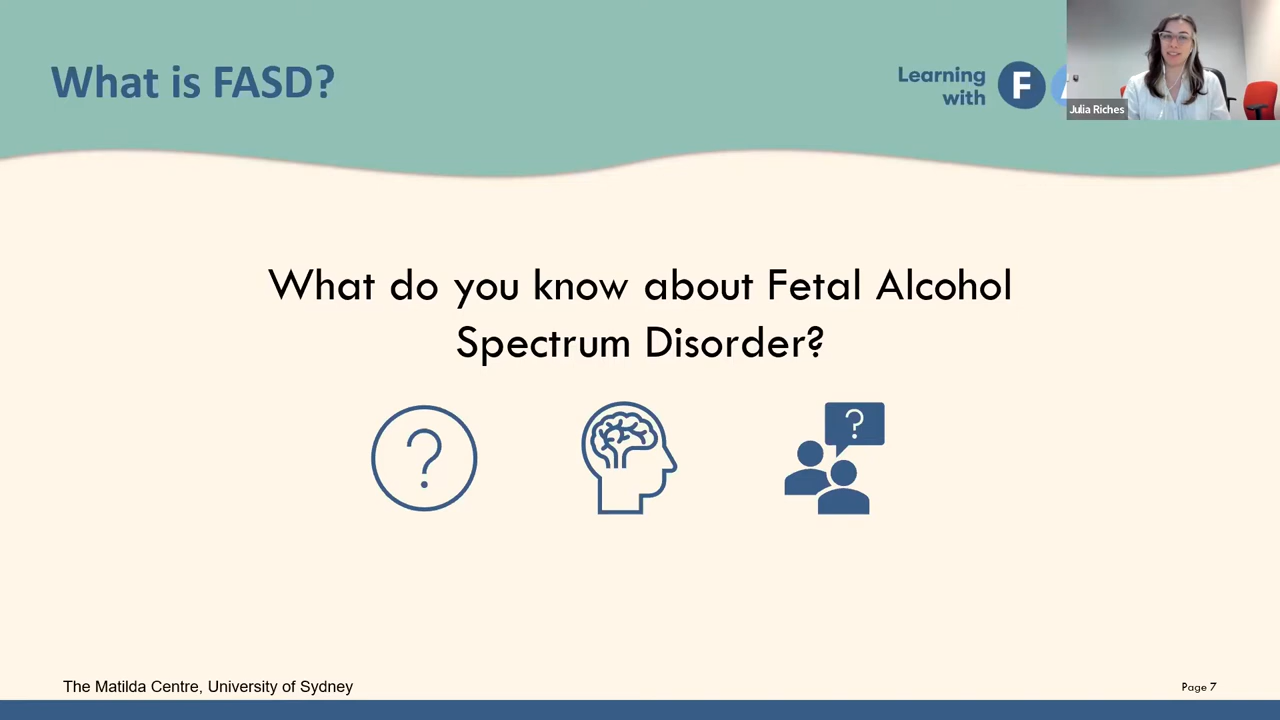 What is FASD?
Learning
with
F
Julia Riches
What do you know about Fetal Alcohol
Spectrum Disorder?
?
?
The Matilda Centre, University of Sydney
Page 7